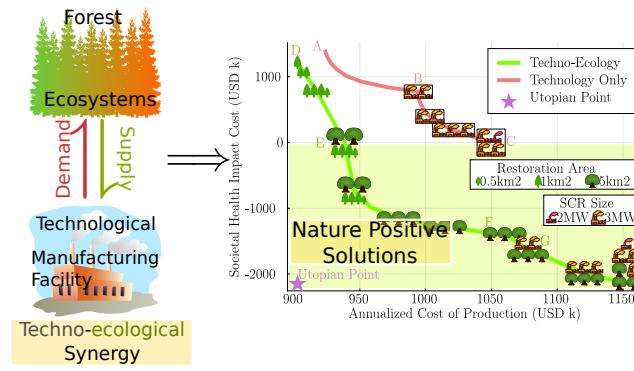 Forest
Ecosystems
Demand
Supply
Technological
Manufacturing
Facility
Techno-ecological
Synergy
Societal Health Impact Cost (USD k)
1000
0
-1000
-2000
A
B
C
D
E
F
G
Techno-Ecology
Technology Only
Utopian Point
Restoration Area
0.5km2 1km2 5km2
SCR Size
2MW 3MW
Nature Positive
Solutions
Utopian Point
900 950 1000 1050 1100 1150
Annualized Cost of Production (USD k)